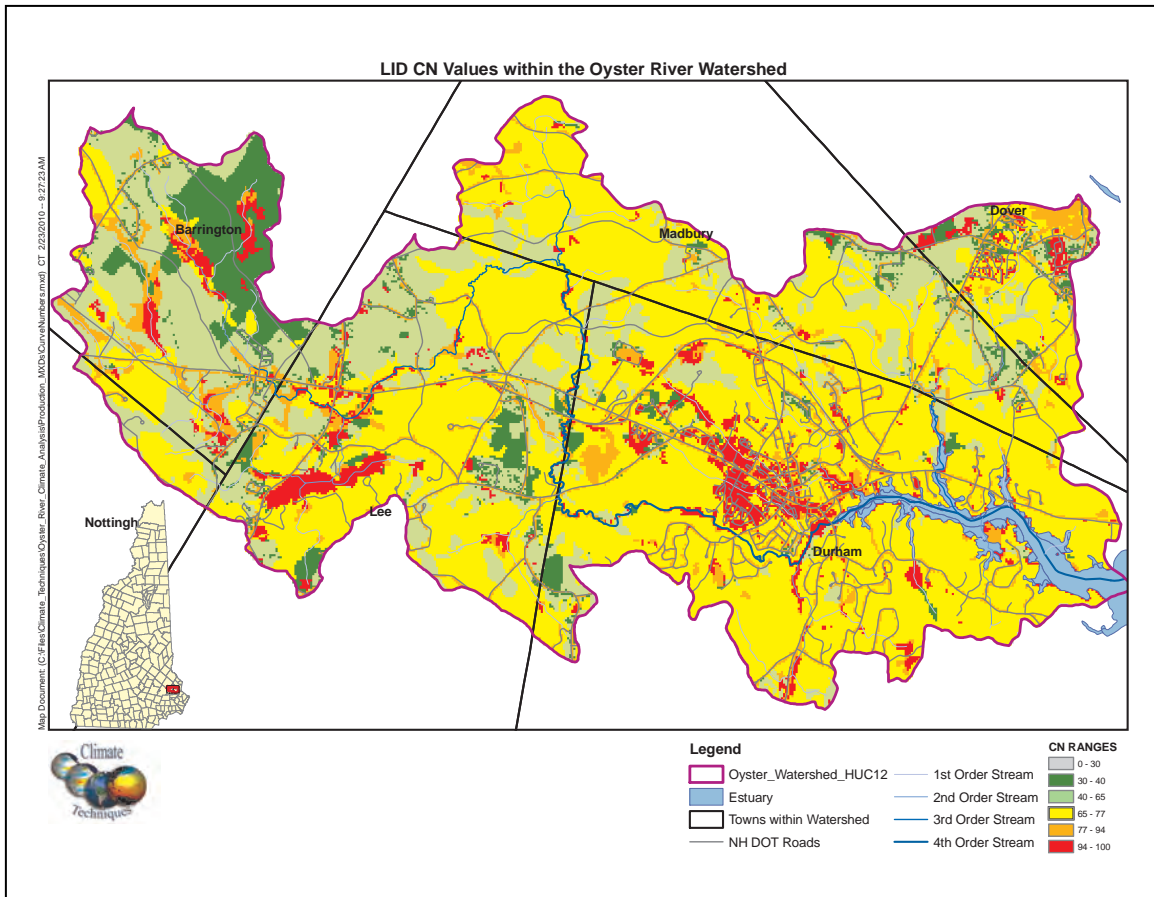 LID CN Values within the Oyster River Watershed
Map Document: (C:\Files\Climate_Techniques\Oyster_River_Climate_Analysis\Production_MXDs\CurveNumbers.mxd) CT 2/23/2010 -- 9:27:23 AM
Barrington
Madbury
Dover
Nottingh
Lee
Durham
Climate
Techniques
Legend
Oyster_Watershed_HUC12
Estuary
Towns within Watershed
NH DOT Roads
1st Order Stream
2nd Order Stream
3rd Order Stream
4th Order Stream
CN RANGES
0 - 30
30 - 40
40 - 65
65 - 77
77 - 94
94 - 100